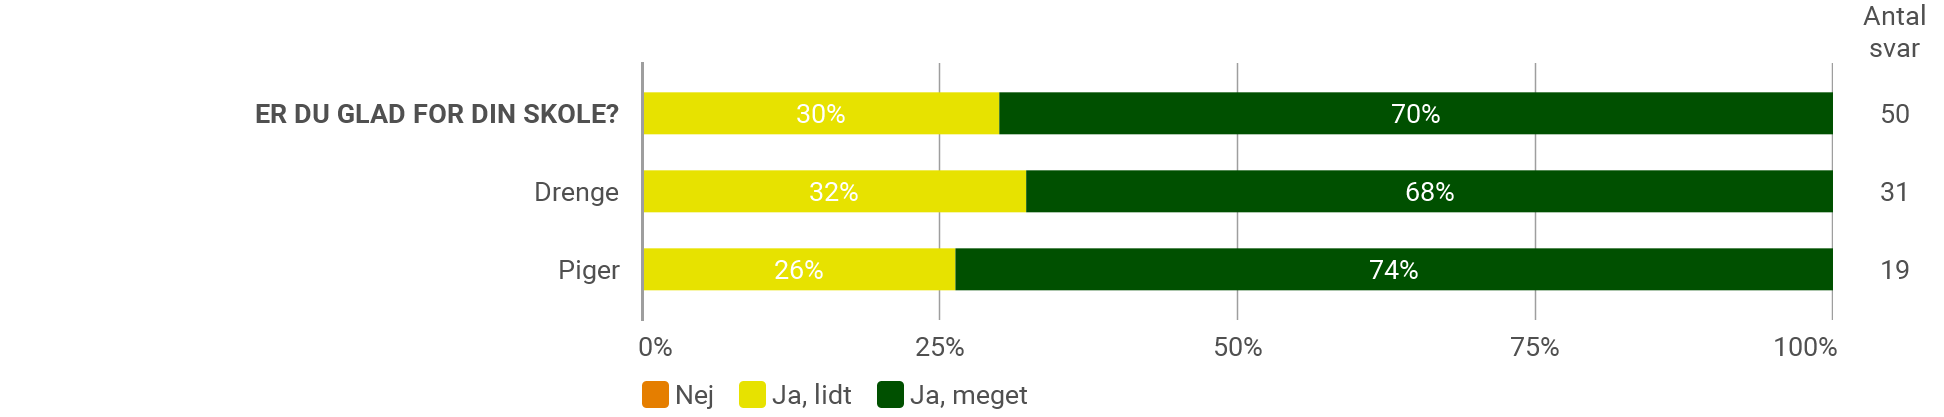 Antal
svar
ER DU GLAD FOR DIN SKOLE? 30% 70% 50
Drenge 32% 68% 31
Piger 26% 74% 19
0% 25% 50% 75% 100%
Nej Ja, lidt Ja, meget